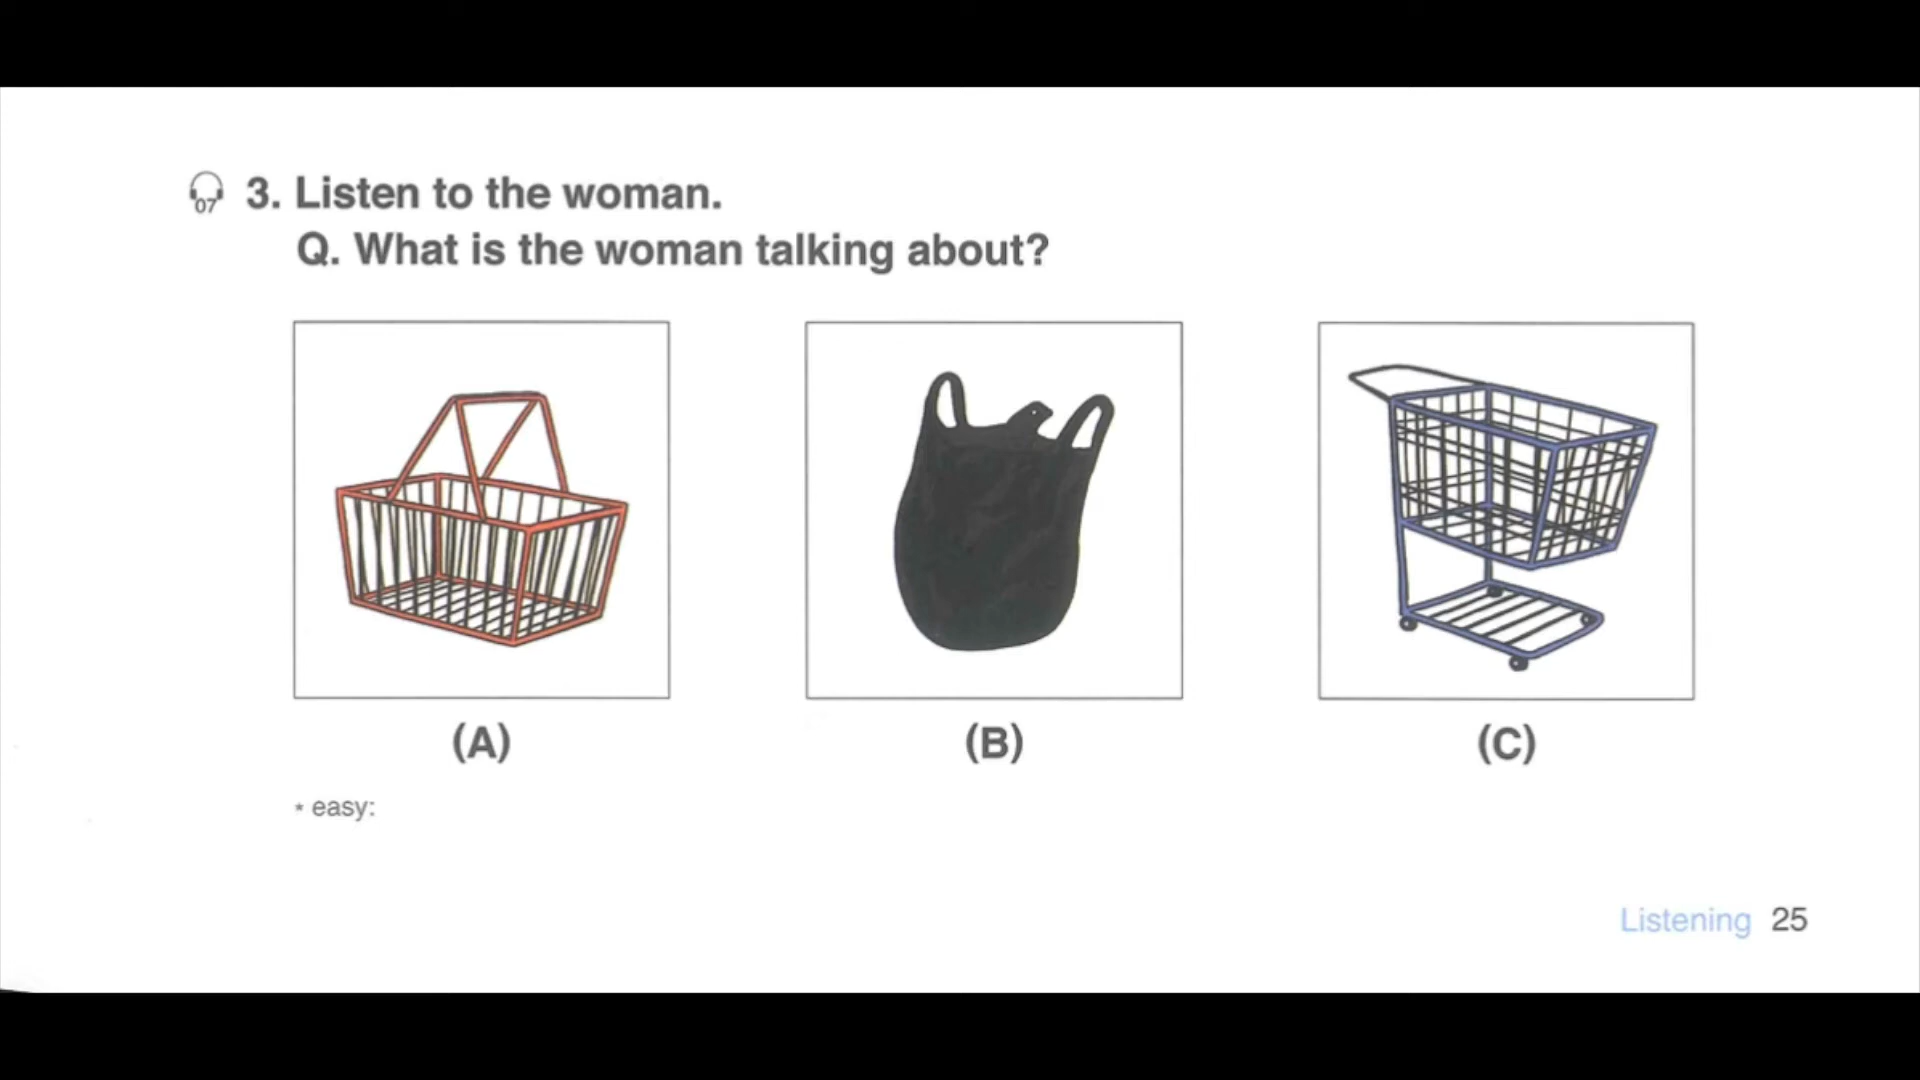 07 3. Listen to the woman.
Q. What is the woman talking about?
(A) (B) (C)
* easy:
Listening 25